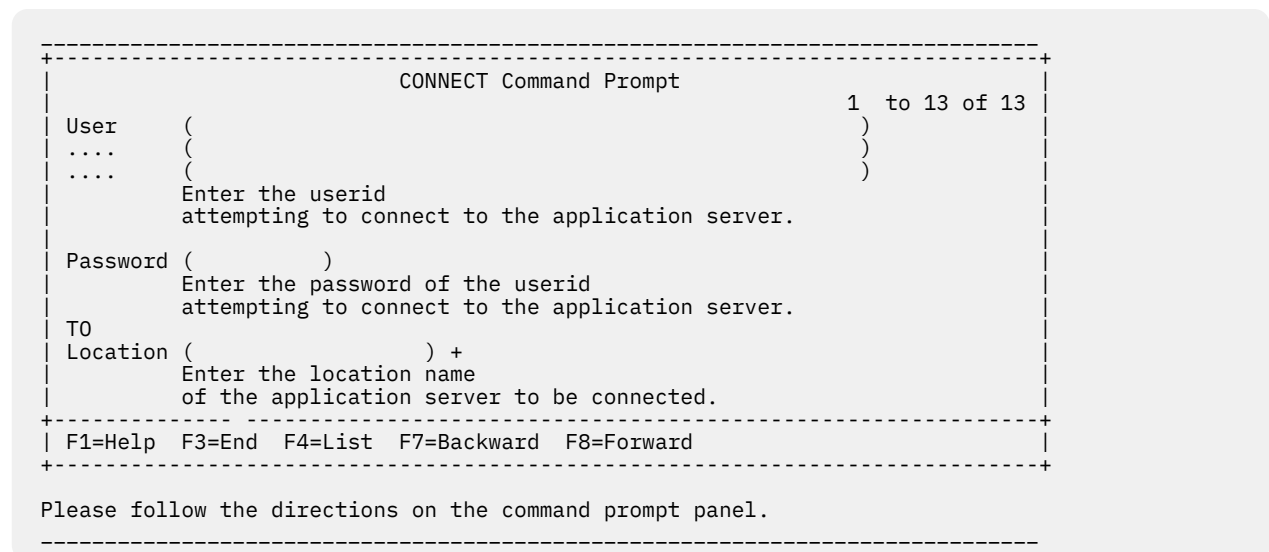 CONNECT Command Prompt
1 to 13 of 13
User ( )
.... ( )
.... ( )
Enter the userid
attempting to connect to the application server.
Password ( )
Enter the password of the userid
attempting to connect to the application server.
TO
Location ( ) +
Enter the location name
of the application server to be connected.
F1=Help F3=End F4=List F7=Backward F8=Forward
Please follow the directions on the command prompt panel.